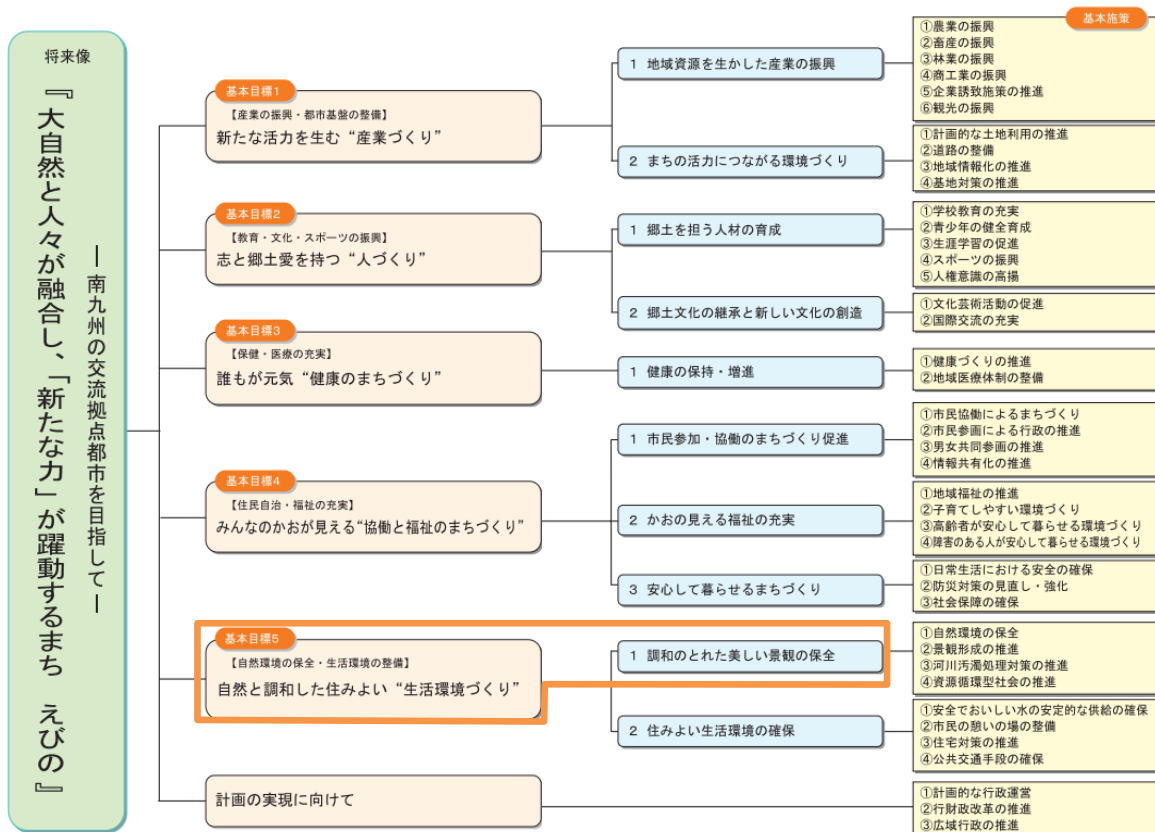 将来像
『大自然と人々が融合し、「新たな力」が躍動するまち　えびの』
―南九州の交流拠点都市を目指して―
基本目標1
【産業の振興・都市基盤の整備】
新たな活力を生む“産業づくり”
1 地域資源を生かした産業の振興
基本施策
①農業の振興
②畜産の振興
③林業の振興
④商工業の振興
⑤企業誘致施策の推進
⑥観光の振興
2 まちの活力につながる環境づくり
①計画的な土地利用の推進
②道路の整備
③地域情報化の推進
④基地対策の推進
基本目標2
【教育・文化・スポーツの振興】
志と郷土愛を持つ“人づくり”
1 郷土を担う人材の育成
①学校教育の充実
②青少年の健全育成
③生涯学習の促進
④スポーツの振興
⑤人権意識の高揚
2 郷土文化の継承と新しい文化の創造
①文化芸術活動の促進
②国際交流の充実
基本目標3
【保健・医療の充実】
誰もが元気“健康のまちづくり”
1 健康の保持・増進
①健康づくりの推進
②地域医療体制の整備
基本目標4
【住民自治・福祉の充実】
みんなのかおが見える“協働と福祉のまちづくり”
1 市民参加・協働のまちづくり促進
①市民協働によるまちづくり
②市民参画による行政の推進
③男女共同参画の推進
④情報共有化の推進
2 かおの見える福祉の充実
①地域福祉の推進
②子育てしやすい環境づくり
③高齢者が安心して暮らせる環境づくり
④障害のある人が安心して暮らせる環境づくり
3 安心して暮らせるまちづくり
①日常生活における安全の確保
②防災対策の見直し・強化
③社会保障の確保
基本目標5
【自然環境の保全・生活環境の整備】
自然と調和した住みよい“生活環境づくり”
1 調和のとれた美しい景観の保全
①自然環境の保全
②景観形成の推進
③河川汚濁処理対策の推進
④資源循環型社会の推進
2 住みよい生活環境の確保
①安全でおいしい水の安定的な供給の確保
②市民の憩いの場の整備
③住宅対策の推進
④公共交通手段の確保
計画の実現に向けて
①計画的な行政運営
②行財政改革の推進
③広域行政の推進